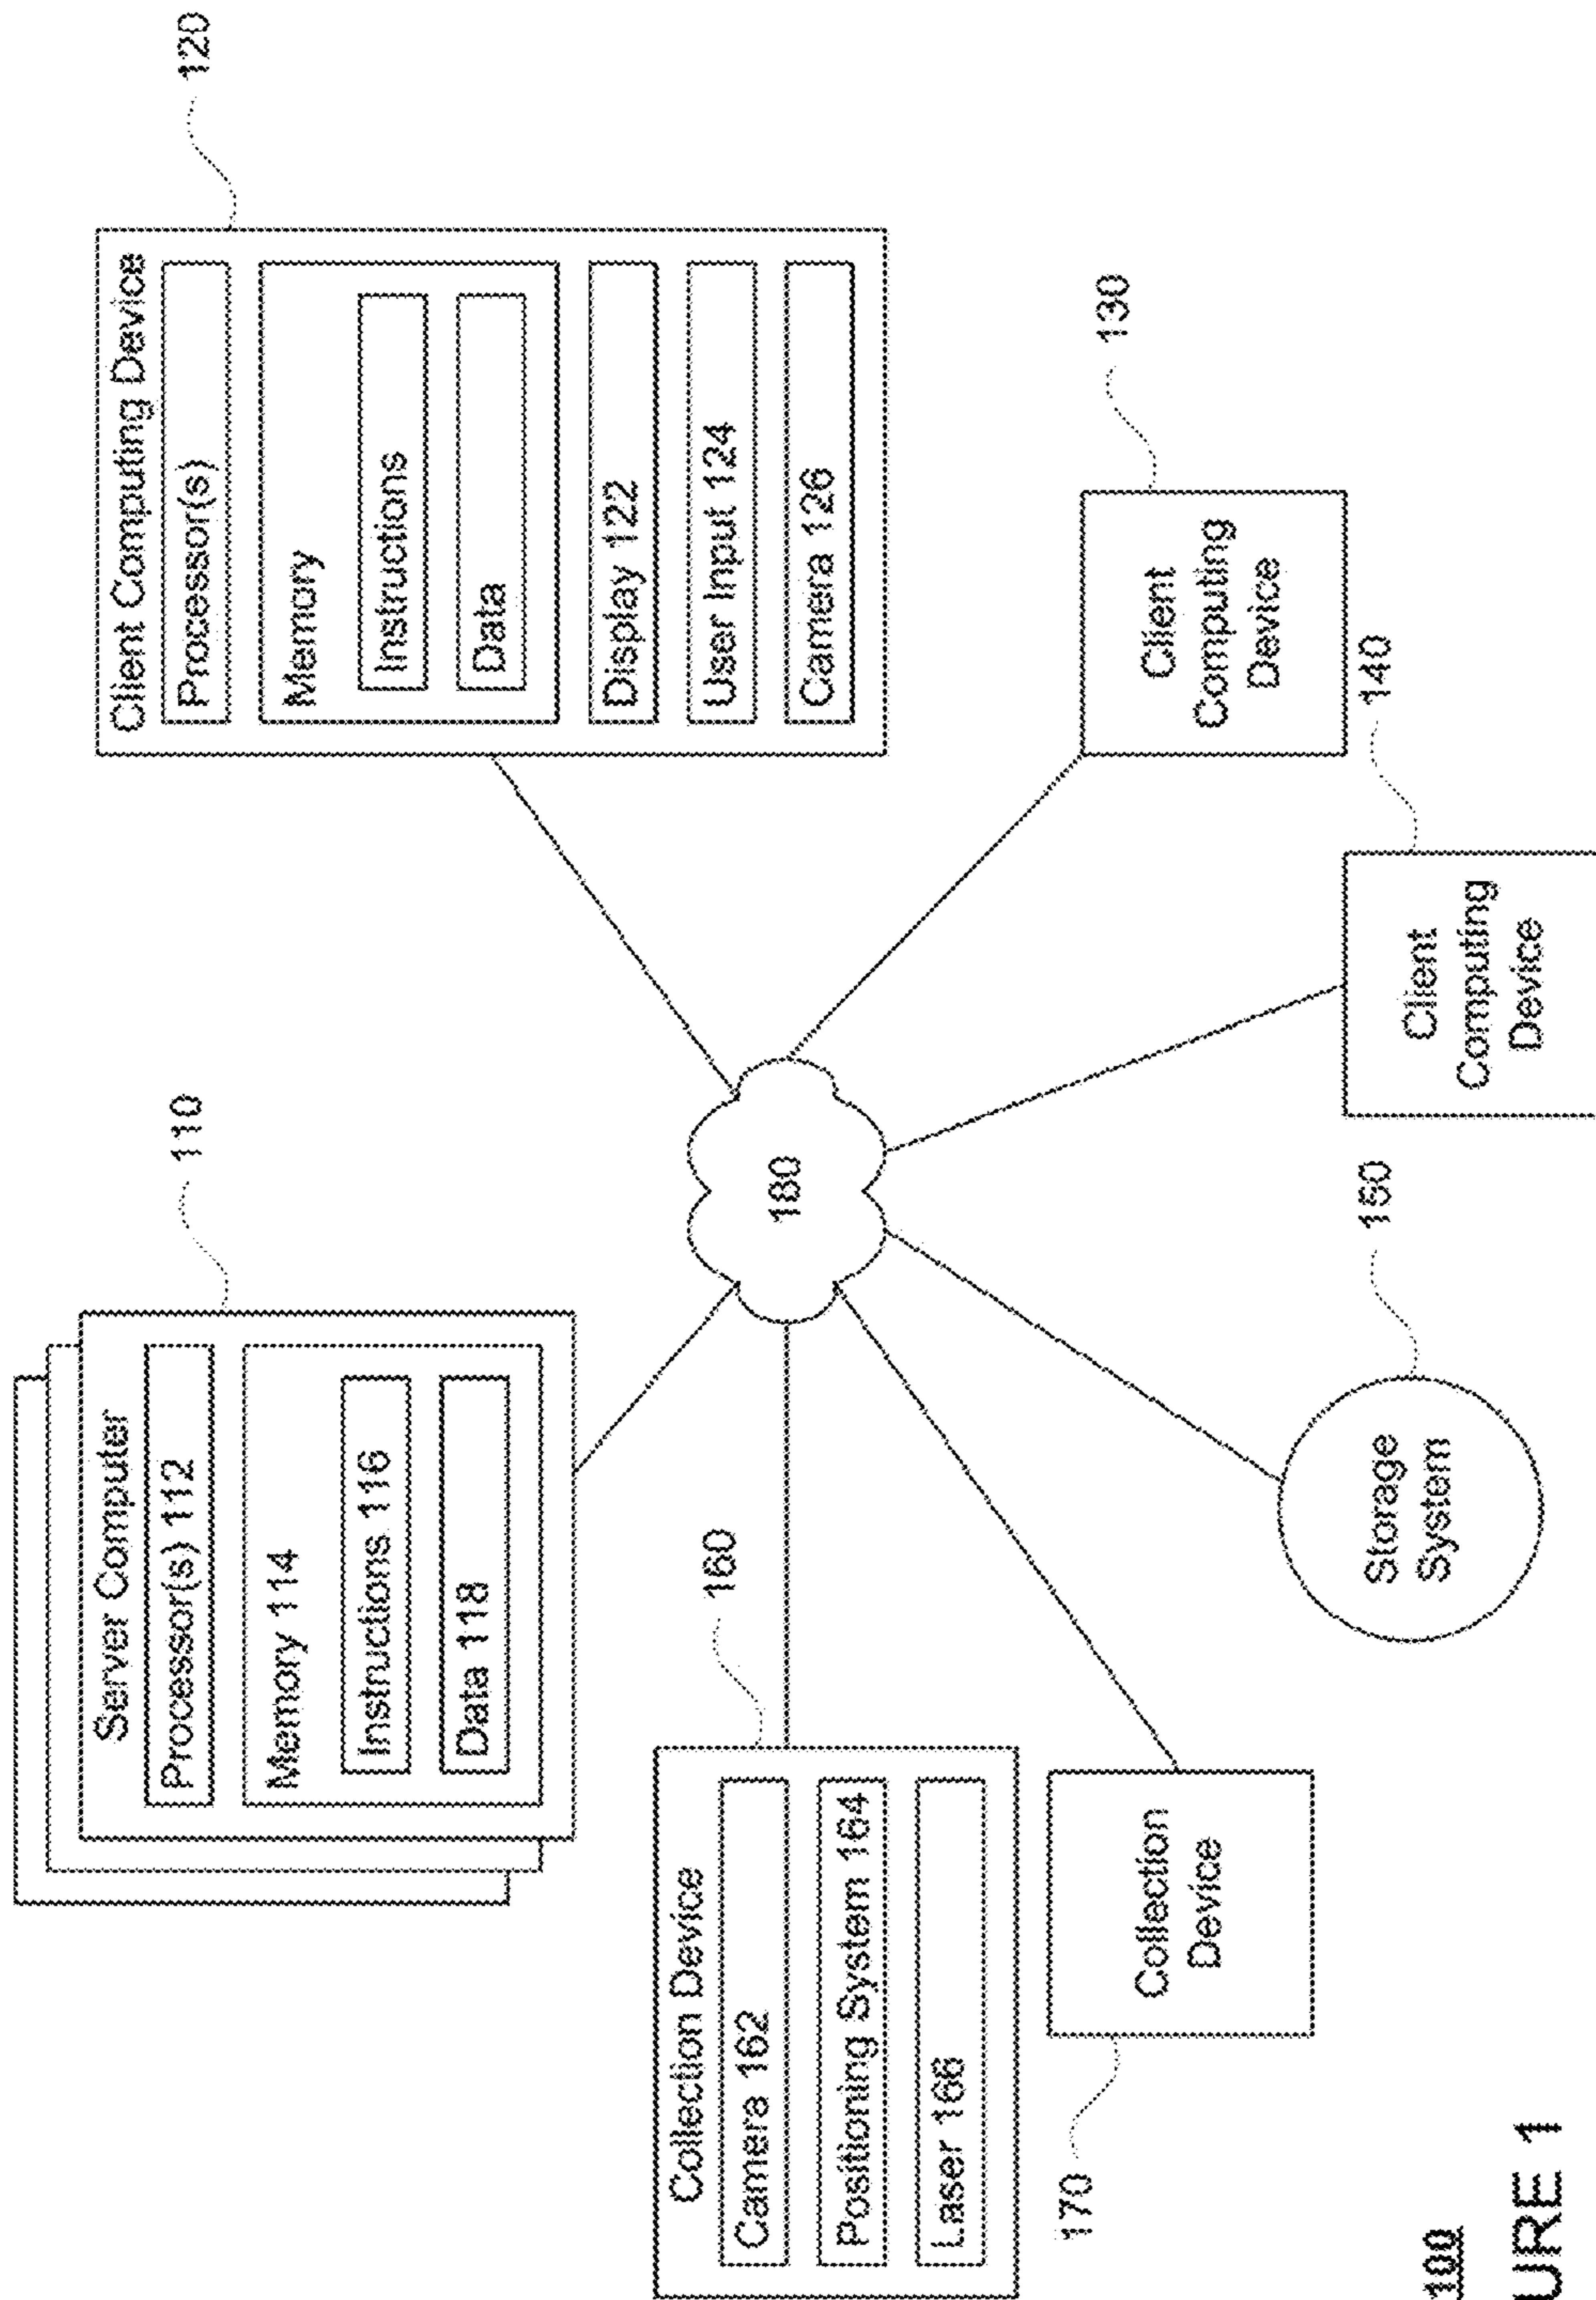 110
Server Computer
Processor(s) 112
Memory 114
Instructions 116
Data 118
120
Client Computing Device
Processor(s)
Memory
Instructions
Data
Display 122
User Input 124
Camera 126
160
Collection Device
Camera 162
Positioning System 164
Laser 166
180
170
Collection
Device
130
Client
Computing
Device
150
Storage
System
140
Client
Computing
Device
100
URE 1